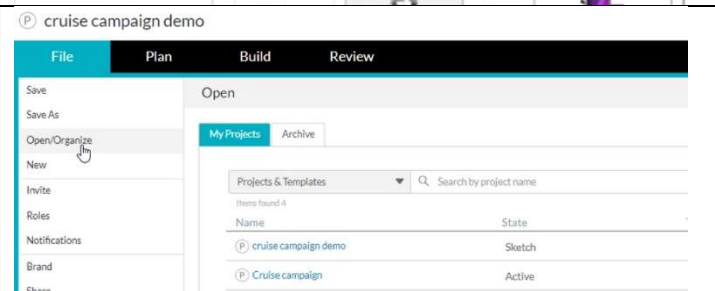 P cruise campaign demo
File Plan Build Review
Save
Open
Save As
Open/Organize
My Projects Archive
New
Projects & Templates Search by project name
Invite
Items found 4
Roles
Name State
Notifications
P cruise campaign demo Sketch
Brand
P Cruise campaign Active
Share